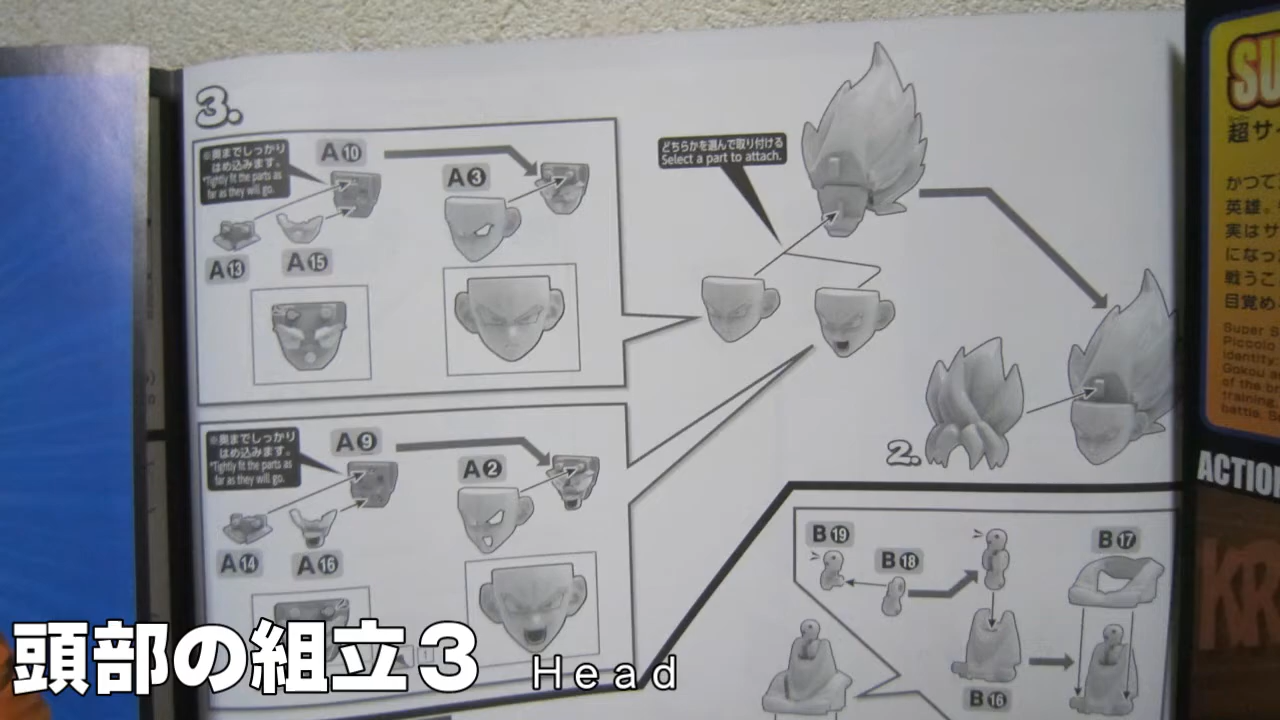 3.
※奥までしっかり
はめ込みます。
*Tightly fit the parts as
far as they will go.
A10
A3
A13
A15
どちらかを選んで取り付ける
Select a part to attach.
2.
※奥までしっかり
はめ込みます。
*Tightly fit the parts as
far as they will go.
A9
A2
A14
A16
B19
B18
B17
B16
超サ
かつて
英雄。
実はサ
になっ
戦うこ
目覚め
Super S
Piccolo
identity
Gokou a
of the b
training,
battle. S
ACTION
KR
頭部の組立3 Head